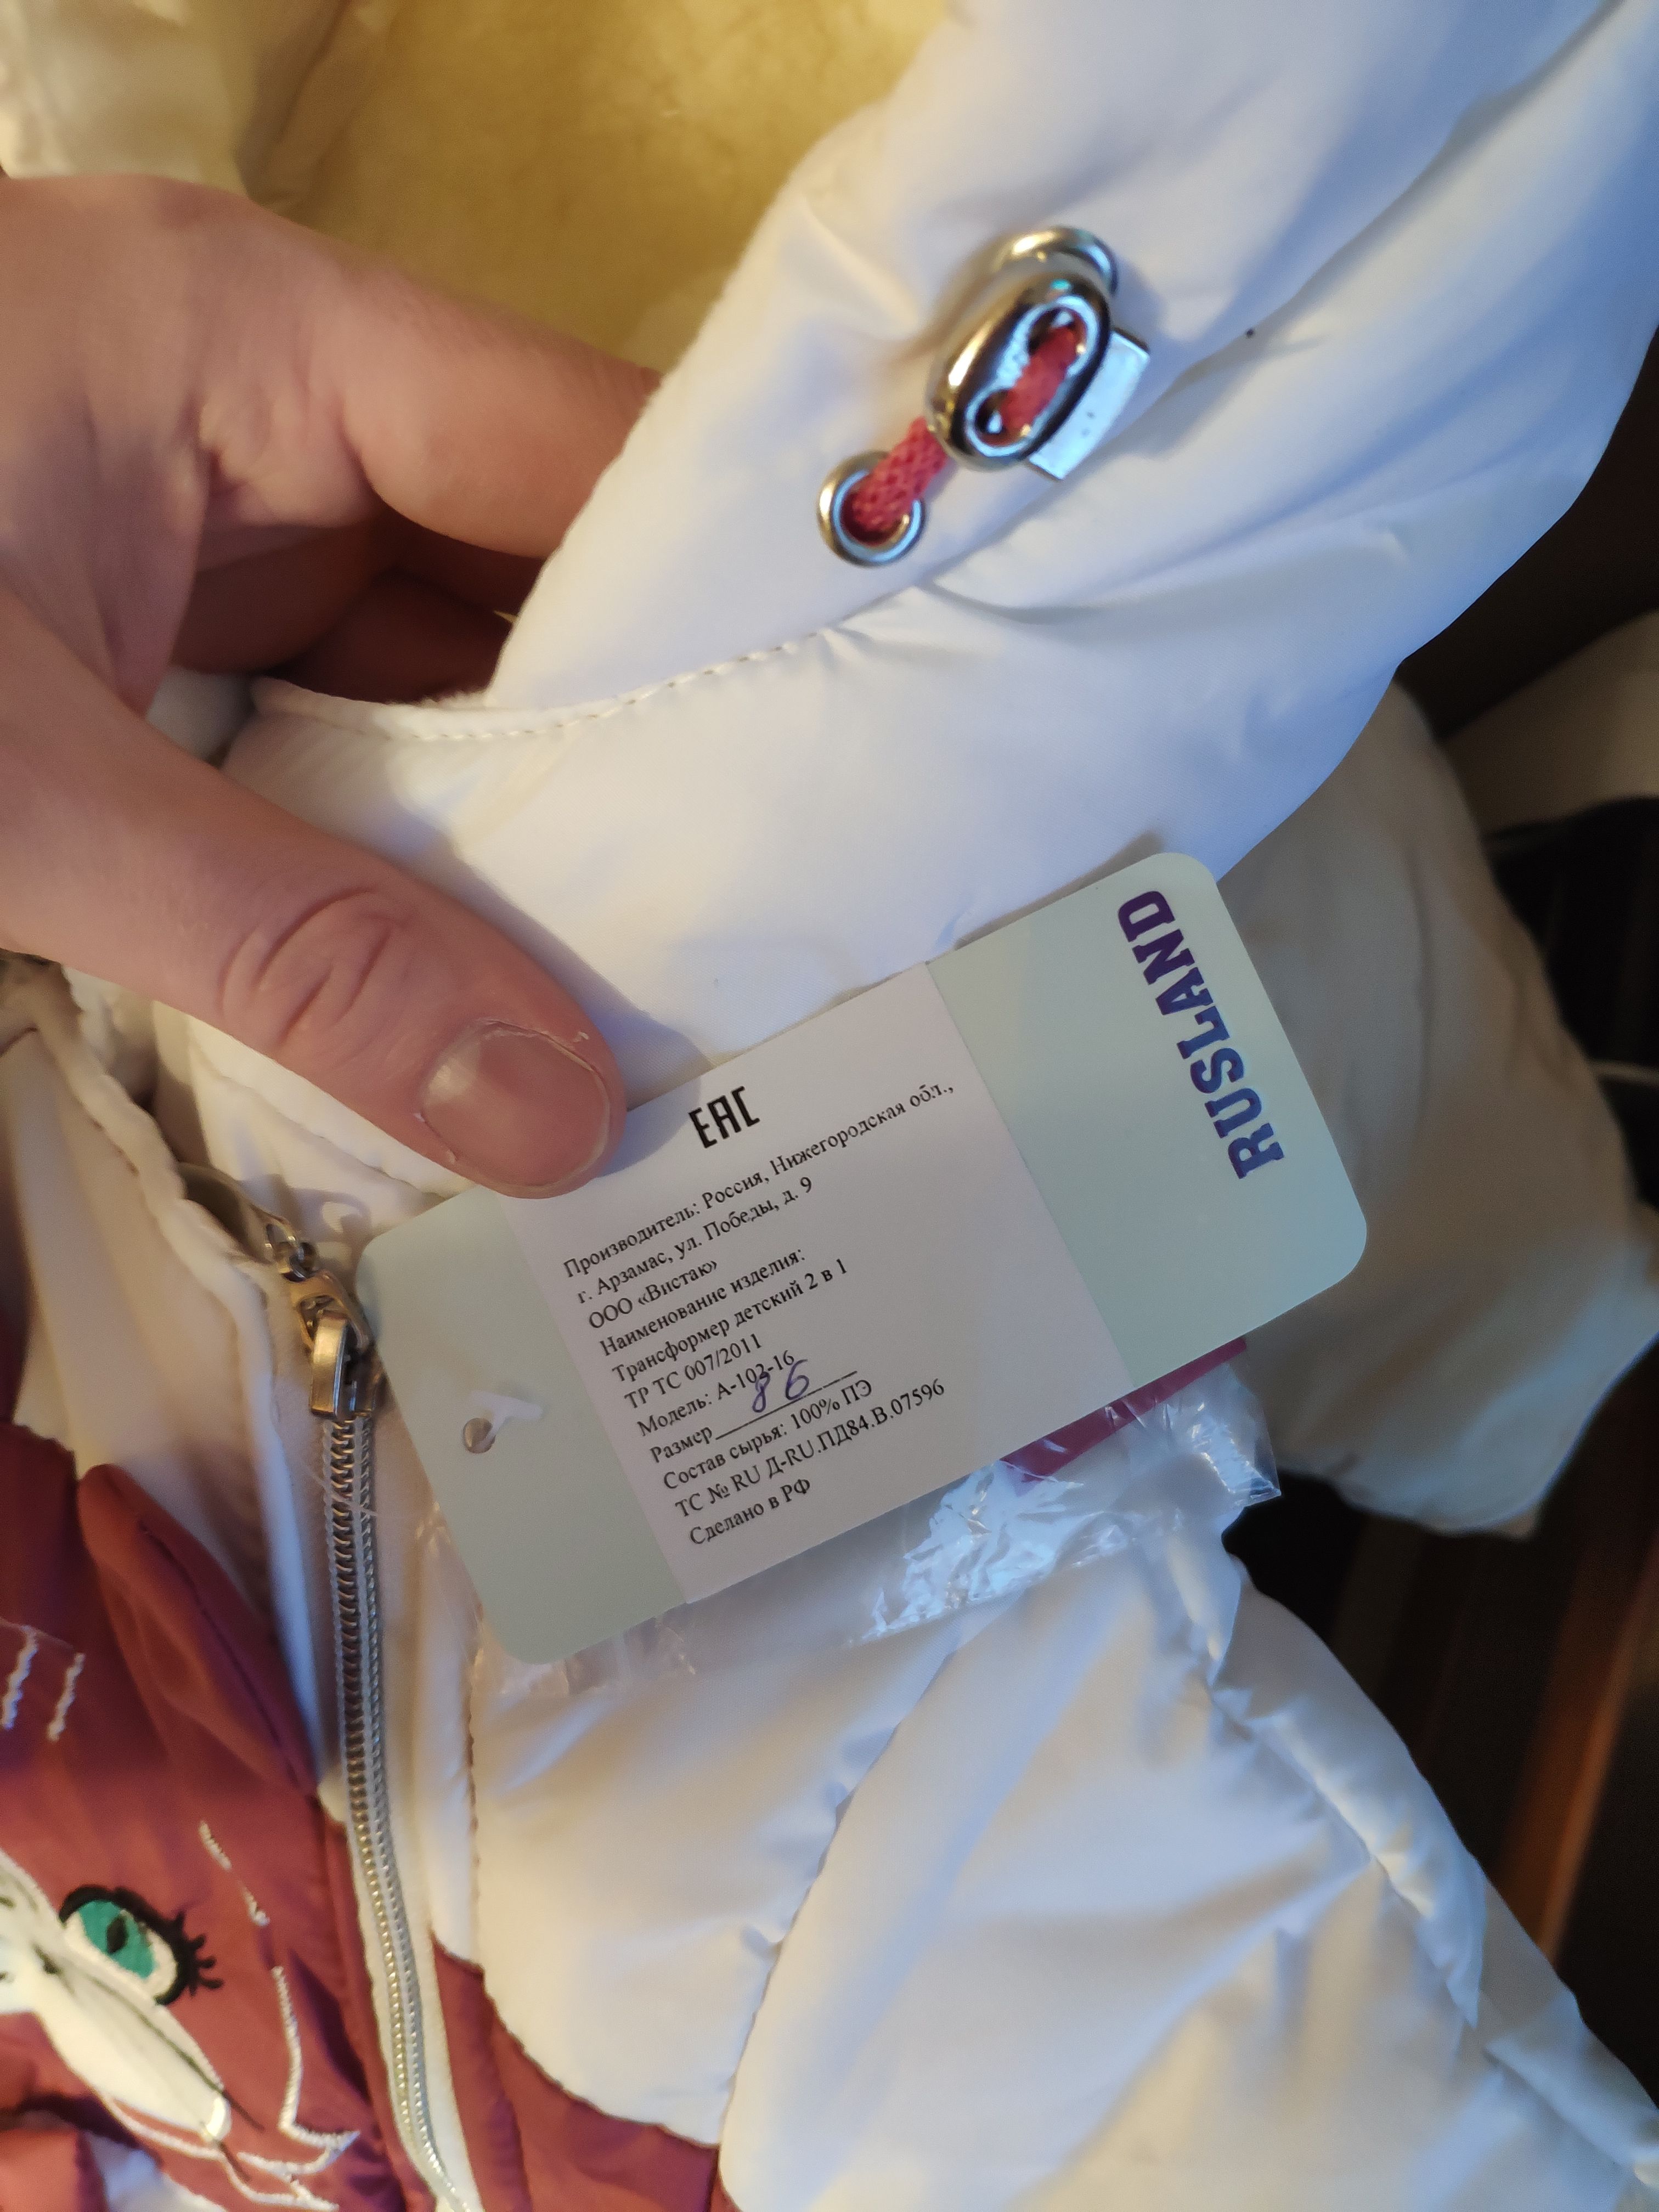 EAC
Производитель: Россия, Нижегородская обл.,
г. Арзамас, ул. Победы, д. 9
ООО «Вистаю»
Наименование изделия:
Трансформер детский 2 в 1
ТР ТС 007/2011
Модель: А-102-16
Размер 86
Состав сырья: 100% ПЭ
ТС № RU Д-RU.ПД84.В.07596
Сделано в РФ
RUSLAND